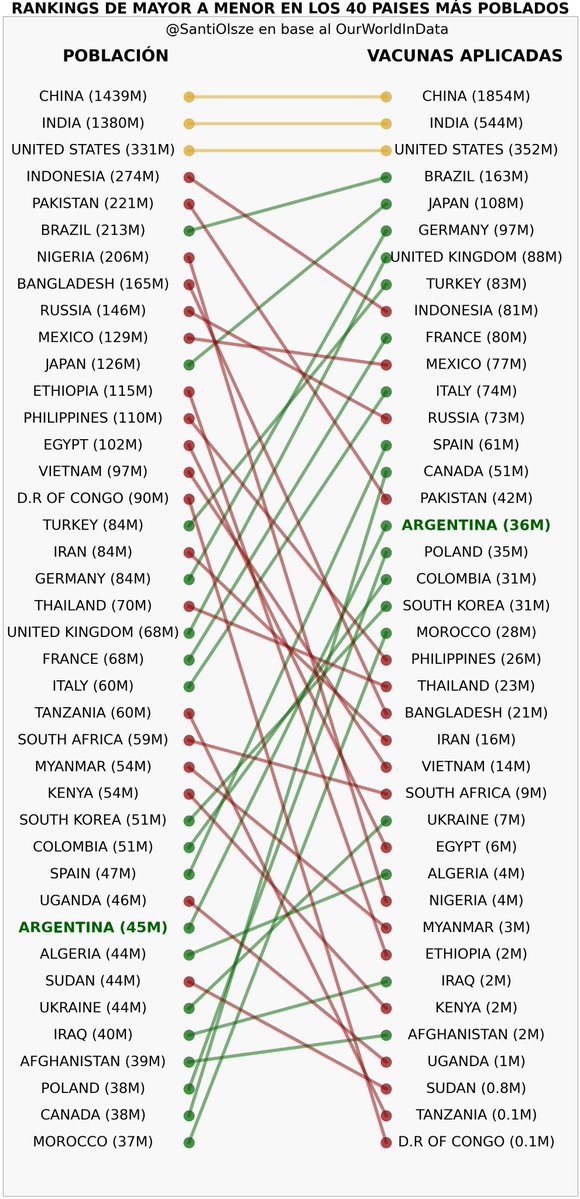 RANKINGS DE MAYOR A MENOR EN LOS 40 PAISES MÁS POBLADOS
@SantiOlsze en base al OurWorldInData
POBLACIÓN VACUNAS APLICADAS
CHINA (1439M) CHINA (1854M)
INDIA (1380M) INDIA (544M)
UNITED STATES (331M) UNITED STATES (352M)
INDONESIA (274M) BRAZIL (163M)
PAKISTAN (221M) JAPAN (108M)
BRAZIL (213M) GERMANY (97M)
NIGERIA (206M) UNITED KINGDOM (88M)
BANGLADESH (165M) TURKEY (83M)
RUSSIA (146M) INDONESIA (81M)
MEXICO (129M) FRANCE (80M)
JAPAN (126M) MEXICO (77M)
ETHIOPIA (115M) ITALY (74M)
PHILIPPINES (110M) RUSSIA (73M)
EGYPT (102M) SPAIN (61M)
VIETNAM (97M) CANADA (51M)
D.R OF CONGO (90M) PAKISTAN (42M)
TURKEY (84M) ARGENTINA (36M)
IRAN (84M) POLAND (35M)
GERMANY (84M) COLOMBIA (31M)
THAILAND (70M) SOUTH KOREA (31M)
UNITED KINGDOM (68M) MOROCCO (28M)
FRANCE (68M) PHILIPPINES (26M)
ITALY (60M) THAILAND (23M)
TANZANIA (60M) BANGLADESH (21M)
SOUTH AFRICA (59M) IRAN (16M)
MYANMAR (54M) VIETNAM (14M)
KENYA (54M) SOUTH AFRICA (9M)
SOUTH KOREA (51M) UKRAINE (7M)
COLOMBIA (51M) EGYPT (6M)
SPAIN (47M) ALGERIA (4M)
UGANDA (46M) NIGERIA (4M)
ARGENTINA (45M) MYANMAR (3M)
ALGERIA (44M) ETHIOPIA (2M)
SUDAN (44M) IRAQ (2M)
UKRAINE (44M) KENYA (2M)
IRAQ (40M) AFGHANISTAN (2M)
AFGHANISTAN (39M) UGANDA (1M)
POLAND (38M) SUDAN (0.8M)
CANADA (38M) TANZANIA (0.1M)
MOROCCO (37M) D.R OF CONGO (0.1M)